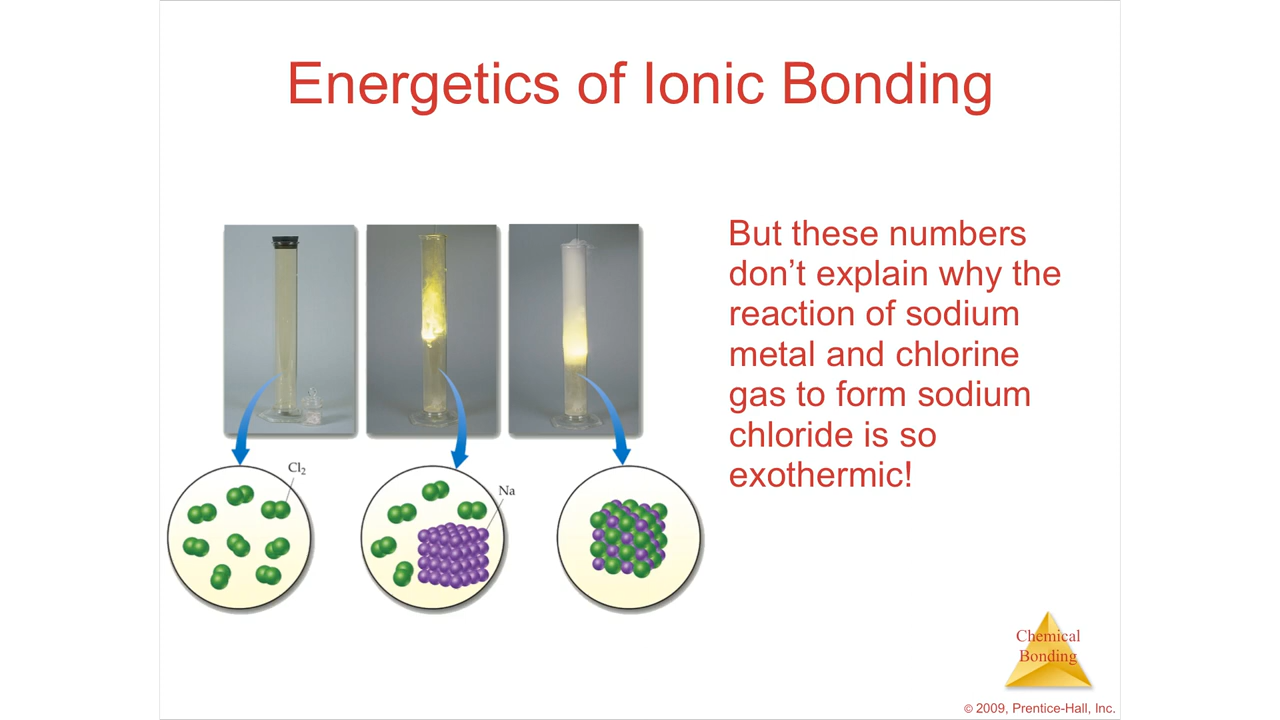 Energetics of Ionic Bonding
But these numbers
don’t explain why the
reaction of sodium
metal and chlorine
gas to form sodium
chloride is so
exothermic!
Cl₂
Na
Chemical
Bonding
© 2009, Prentice-Hall, Inc.